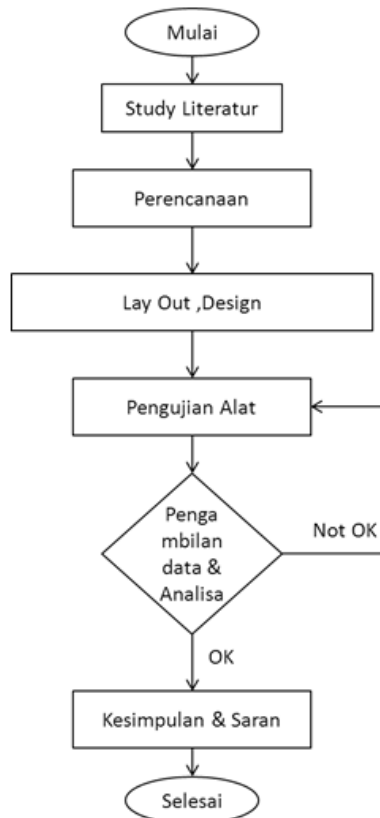 Mulai
Study Literatur
Perencanaan
Lay Out ,Design
Pengujian Alat
Penga
mbilan
data &
Analisa
Not OK
OK
Kesimpulan & Saran
Selesai